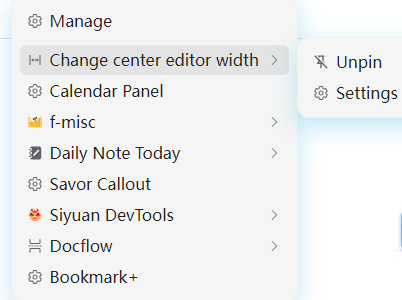 Manage
Change center editor width
Unpin
Calendar Panel
Settings
f-misc
Daily Note Today
Savor Callout
Siyuan DevTools
Docflow
Bookmark+